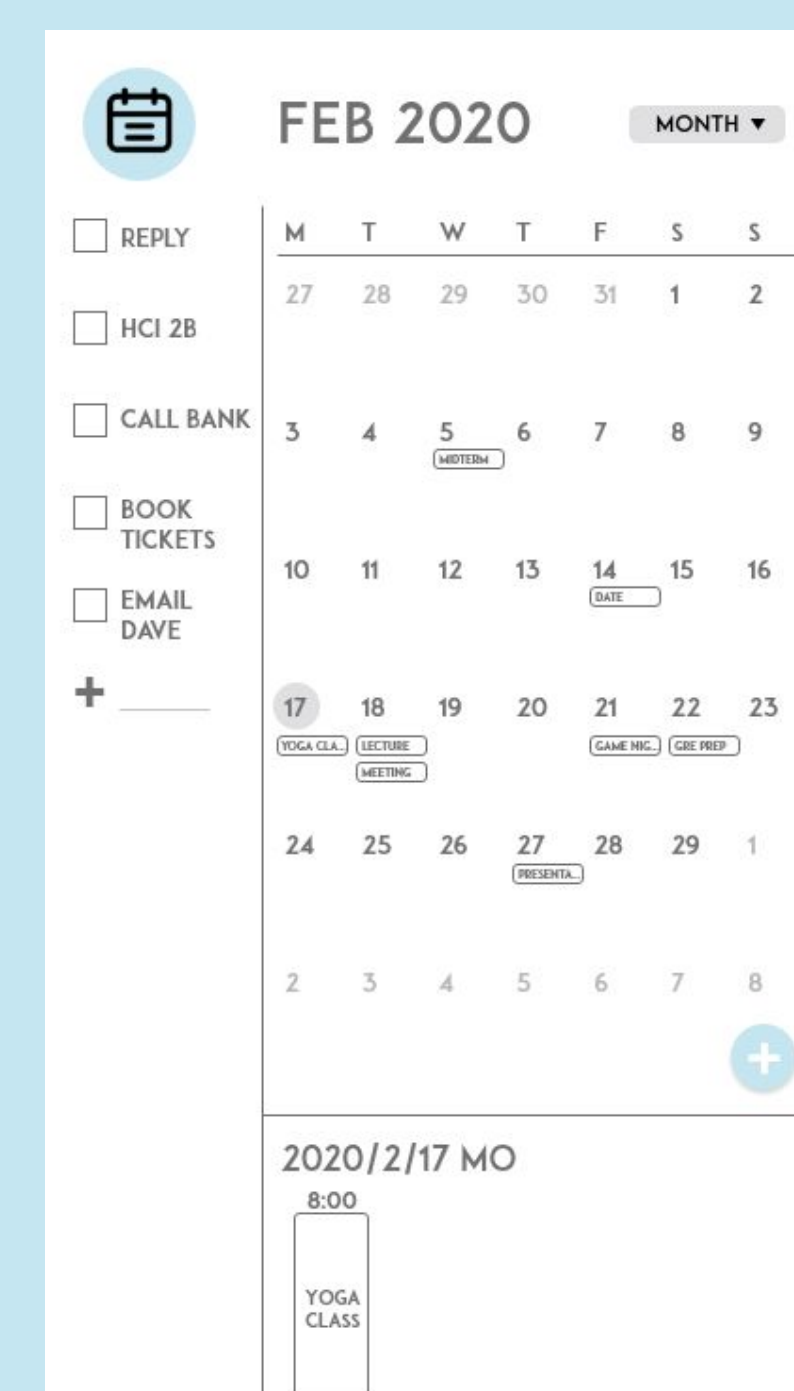 FEB 2020
MONTH ▼
REPLY
HCI 2B
CALL BANK
BOOK
TICKETS
EMAIL
DAVE
M T W T F S S
27 28 29 30 31 1 2
3 4 5 6 7 8 9
MIDTERM
10 11 12 13 14 15 16
DATE
17 18 19 20 21 22 23
YOGA CLA... LECTURE GAME NIG... GRE PREP
MEETING
24 25 26 27 28 29 1
PRESENTA...
2 3 4 5 6 7 8
+
2020/2/17 MO
8:00
YOGA
CLASS